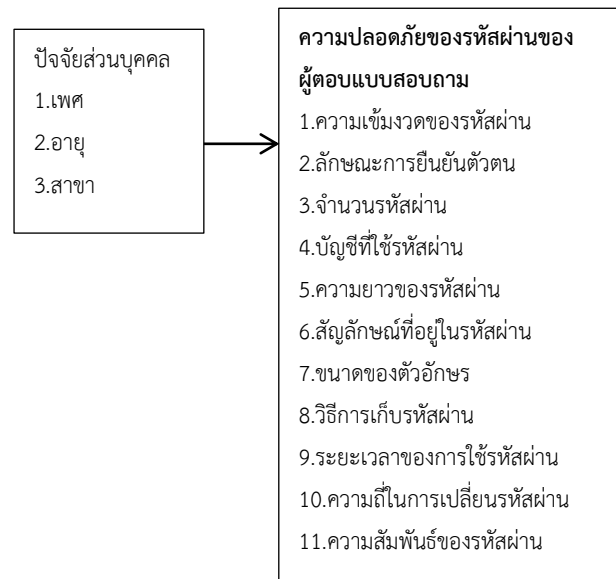 ปัจจัยส่วนบุคคล
1.เพศ
2.อายุ
3.สาขา
ความปลอดภัยของรหัสผ่านของ
ผู้ตอบแบบสอบถาม
1.ความเข้มงวดของรหัสผ่าน
2.ลักษณะการยืนยันตัวตน
3.จำนวนรหัสผ่าน
4.บัญชีที่ใช้รหัสผ่าน
5.ความยาวของรหัสผ่าน
6.สัญลักษณ์ที่อยู่ในรหัสผ่าน
7.ขนาดของตัวอักษร
8.วิธีการเก็บรหัสผ่าน
9.ระยะเวลาของการใช้รหัสผ่าน
10.ความถี่ในการเปลี่ยนรหัสผ่าน
11.ความสัมพันธ์ของรหัสผ่าน